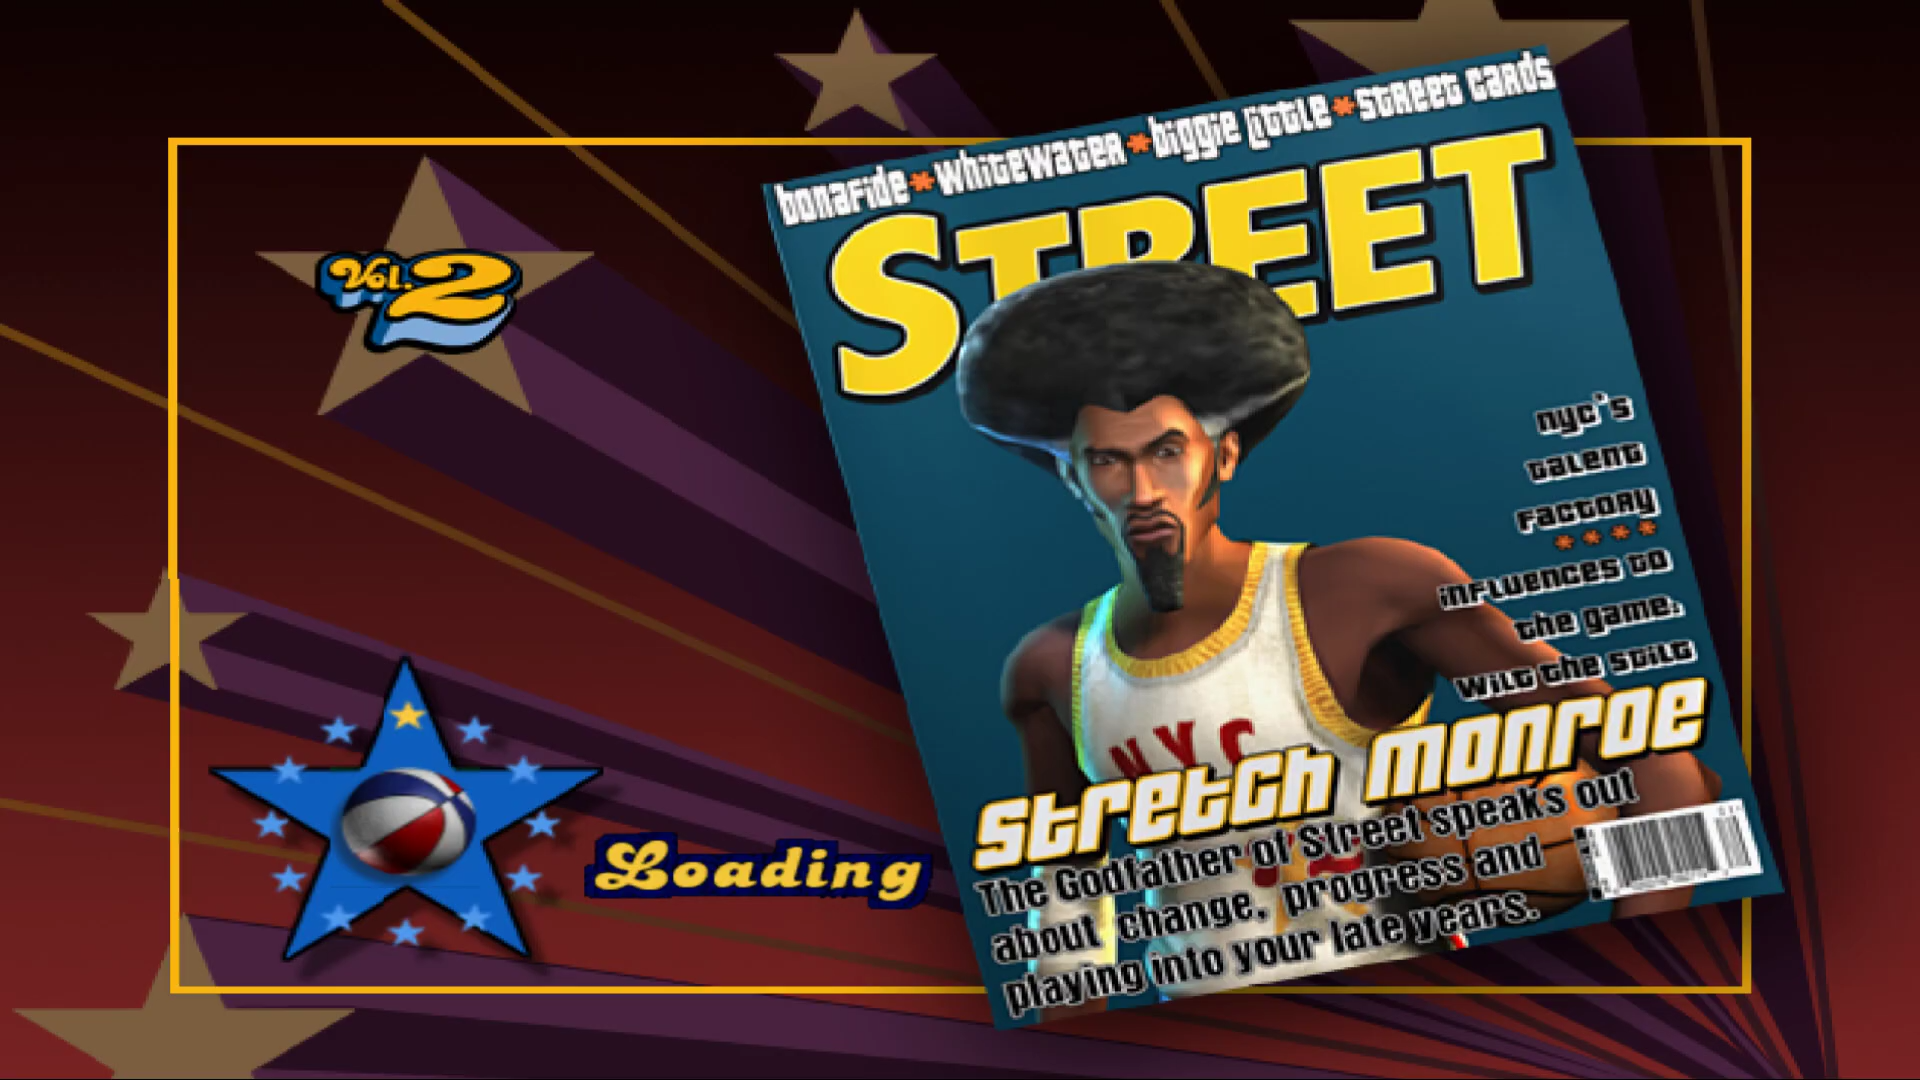 bonafide*whitewater*biggie little*street cards
STREET
Vol.2
nyc's
talent
factory
****
influences to
the game.
wilt the stilt
NYC
stretch monroe
The Godfather of Street speaks out
about change, progress and
playing into your late years.
Loading